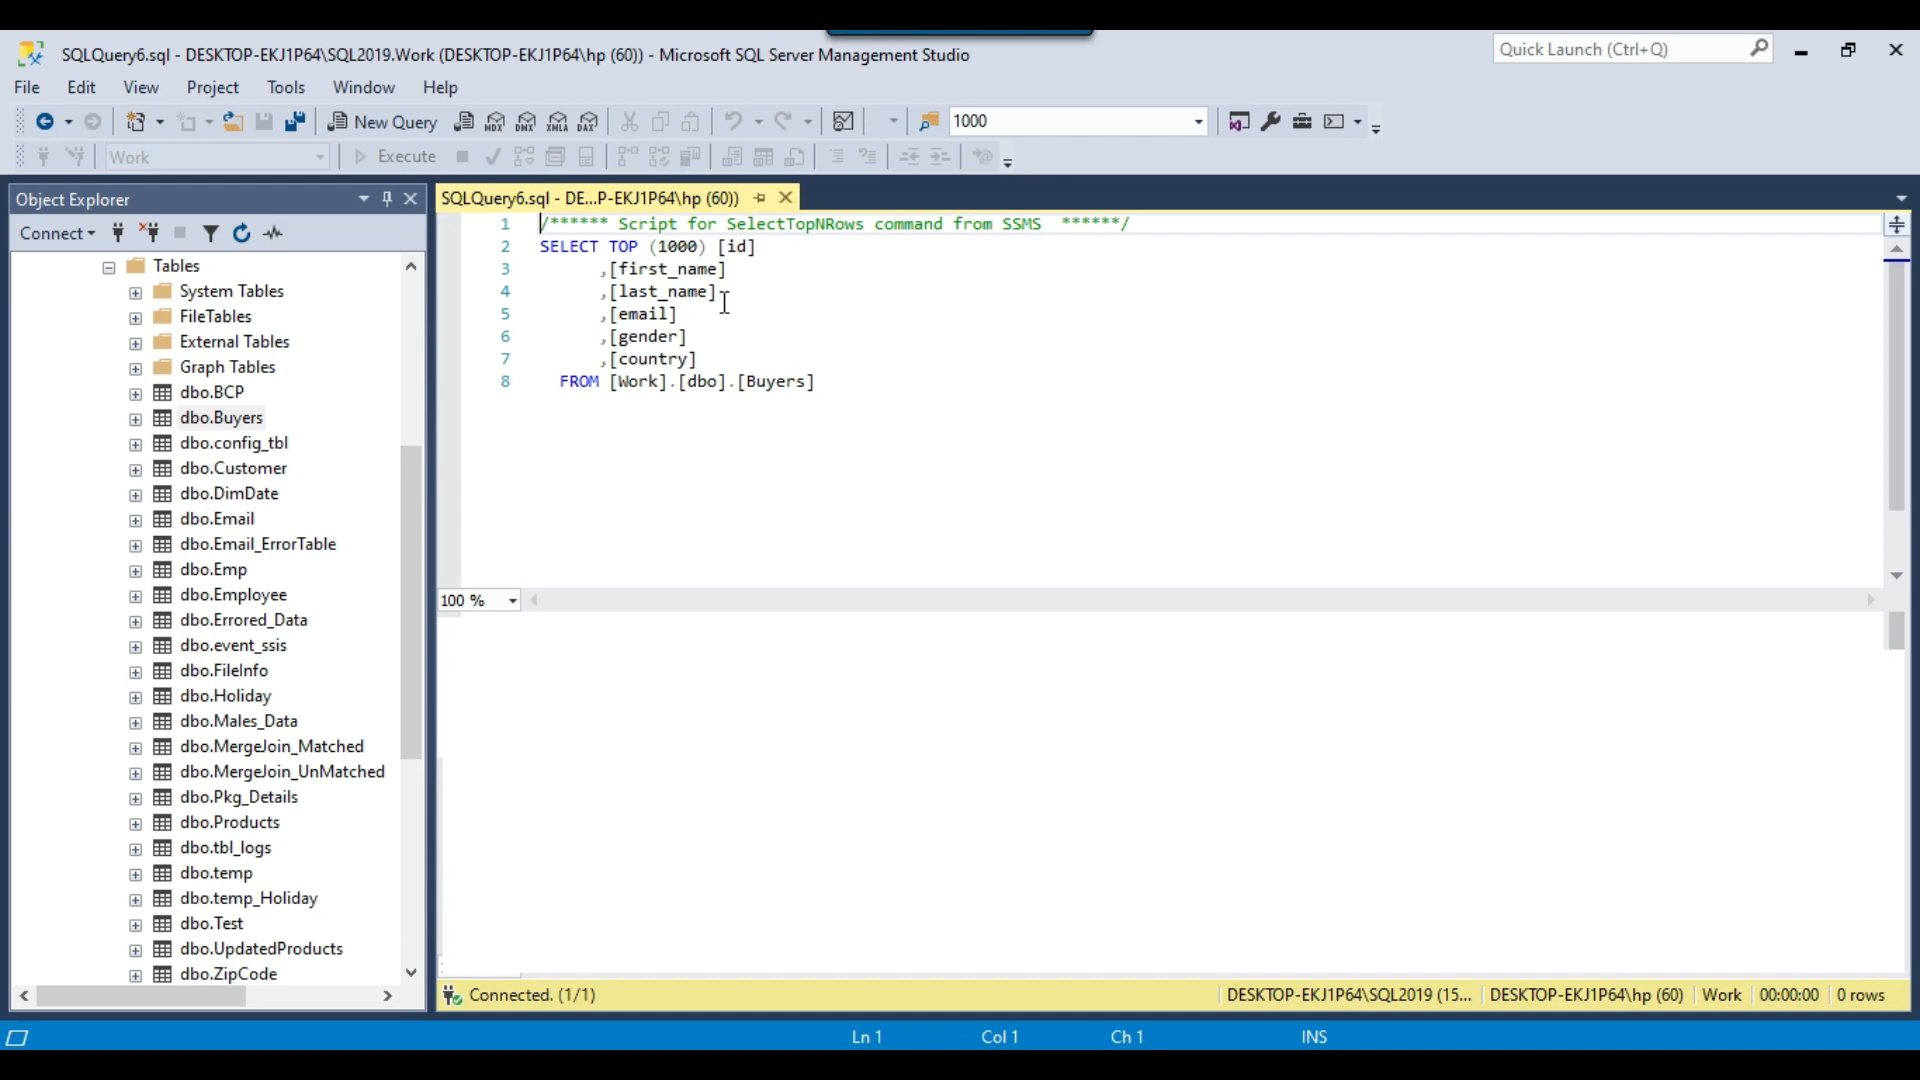 SQLQuery6.sql - DESKTOP-EKJ1P64\SQL2019.Work (DESKTOP-EKJ1P64\hp (60)) - Microsoft SQL Server Management Studio
Quick Launch (Ctrl+Q)
File Edit View Project Tools Window Help
New Query MDX DMX XMLA DAX 1000
Work Execute
Object Explorer
SQLQuery6.sql - DE...P-EKJ1P64\hp (60))
Connect
Tables
System Tables
FileTables
External Tables
Graph Tables
dbo.BCP
dbo.Buyers
dbo.config_tbl
dbo.Customer
dbo.DimDate
dbo.Email
dbo.Email_ErrorTable
dbo.Emp
dbo.Employee
dbo.Errored_Data
dbo.event_ssis
dbo.FileInfo
dbo.Holiday
dbo.Males_Data
dbo.MergeJoin_Matched
dbo.MergeJoin_UnMatched
dbo.Pkg_Details
dbo.Products
dbo.tbl_logs
dbo.temp
dbo.temp_Holiday
dbo.Test
dbo.UpdatedProducts
dbo.ZipCode
1 /****** Script for SelectTopNRows command from SSMS ******/
2 SELECT TOP (1000) [id]
3 ,[first_name]
4 ,[last_name]
5 ,[email]
6 ,[gender]
7 ,[country]
8 FROM [Work].[dbo].[Buyers]
100 %
Connected. (1/1) DESKTOP-EKJ1P64\SQL2019 (15... DESKTOP-EKJ1P64\hp (60) Work 00:00:00 0 rows
Ln 1 Col 1 Ch 1 INS